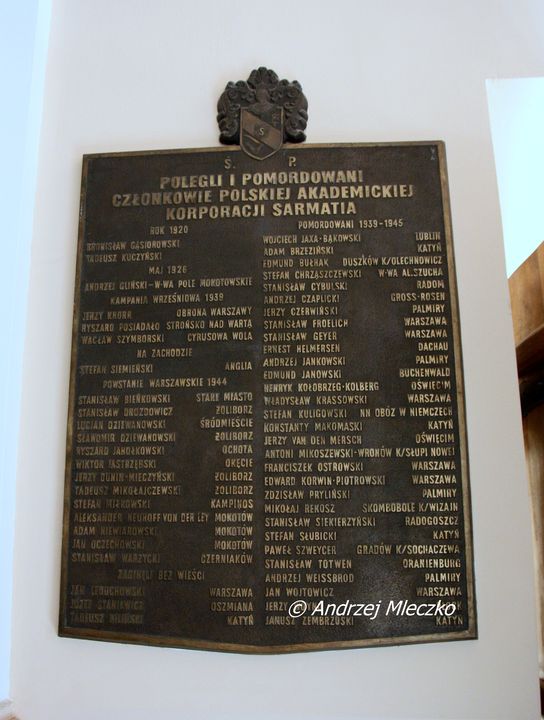 S
Ś. P.
POLEGLI I POMORDOWANI
CZŁONKOWIE POLSKIEJ AKADEMICKIEJ
KORPORACJI SARMATIA
ROK 1920
BRONISŁAW GĄSIOROWSKI
TADEUSZ KUCZYŃSKI
MAJ 1926
ANDRZEJ GLIŃSKI-W-WA POLE MOKOTOWSKIE
KAMPANIA WRZEŚNIOWA 1939
JERZY KNORR OBRONA WARSZAWY
RYSZARD POSIADAŁO STROŃSKO NAD WARTĄ
WACŁAW SZYMBORSKI CYRUSOWA WOLA
NA ZACHODZIE
STEFAN SIEMIEŃSKI ANGLIA
POWSTANIE WARSZAWSKIE 1944
STANISŁAW BIEŃKOWSKI STARE MIASTO
STANISŁAW DROZDOWICZ ŻOLIBORZ
LUCJAN DZIEWANOWSKI ŚRÓDMIEŚCIE
SŁAWOMIR DZIEWANOWSKI ŻOLIBORZ
RYSZARD JAHOŁKOWSKI OCHOTA
WIKTOR JASTRZĘBSKI OKĘCIE
JERZY DUNIN-MIECZYŃSKI ŻOLIBORZ
TADEUSZ MIKOŁAJCZEWSKI ŻOLIBORZ
STEFAN KAMPINOS
ALEKSANDER NEUHOFF VON DER LEY MOKOTÓW
ADAM NIEWIAROWSKI MOKOTÓW
JAN OCZECHOWSKI MOKOTÓW
STANISŁAW WARZYCKI CZERNIAKÓW
ZAGINĘLI BEZ WIEŚCI
JAN LEDÓCHOWSKI WARSZAWA
JÓZEF STANIEWICZ OSZMIANA
TADEUSZ KATYŃ
POMORDOWANI 1939-1945
WOJCIECH JAXA-BĄKOWSKI LUBLIN
ADAM BRZEZIŃSKI KATYŃ
EDMUND BUŁHAK DUSZKÓW K/OLECHNOWICZ
STEFAN CHRZĄSZCZEWSKI W-WA AL.SZUCHA
STANISŁAW CYBULSKI RADOM
ANDRZEJ CZAPLICKI GROSS-ROSEN
JERZY CZERWIŃSKI PALMIRY
STANISŁAW FROELICH WARSZAWA
STANISŁAW GEYER WARSZAWA
ERNEST HELMERSEN DACHAU
ANDRZEJ JANKOWSKI PALMIRY
EDMUND JANOWSKI BUCHENWALD
HENRYK KOŁOBRZEG-KOLBERG OŚWIĘCIM
WŁADYSŁAW KRASSOWSKI WARSZAWA
STEFAN KULIGOWSKI NN OBÓZ W NIEMCZECH
KONSTANTY MAKOMASKI KATYŃ
JERZY VAN DEN MERSCH OŚWIĘCIM
ANTONI MIKOSZEWSKI-WRONÓW K/SŁUPI NOWEJ
FRANCISZEK OSTROWSKI WARSZAWA
EDWARD KORWIN-PIOTROWSKI WARSZAWA
ZDZISŁAW PRYLIŃSKI PALMIRY
MIKOŁAJ REKOSZ SKOMBOBOLE K/WIZAJN
STANISŁAW SIEKIERZYŃSKI RADOGOSZCZ
STEFAN SŁUBICKI KATYŃ
PAWEŁ SZWEYCER GRADÓW K/SOCHACZEWA
STANISŁAW TOTWEN ORANIENBURG
ANDRZEJ WEISSBROD PALMIRY
JAN WOJTOWICZ WARSZAWA
JERZY
JANUSZ ZEMBRZUSKI KATYŃ
© Andrzej Mleczko